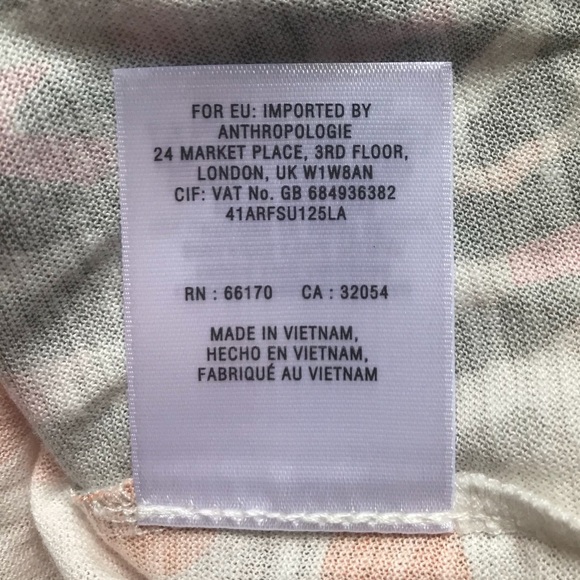 FOR EU: IMPORTED BY
ANTHROPOLOGIE
24 MARKET PLACE, 3RD FLOOR,
LONDON, UK W1W8AN
CIF: VAT No. GB 684936382
41ARFSU125LA
RN : 66170 CA : 32054
MADE IN VIETNAM,
HECHO EN VIETNAM,
FABRIQUÉ AU VIETNAM